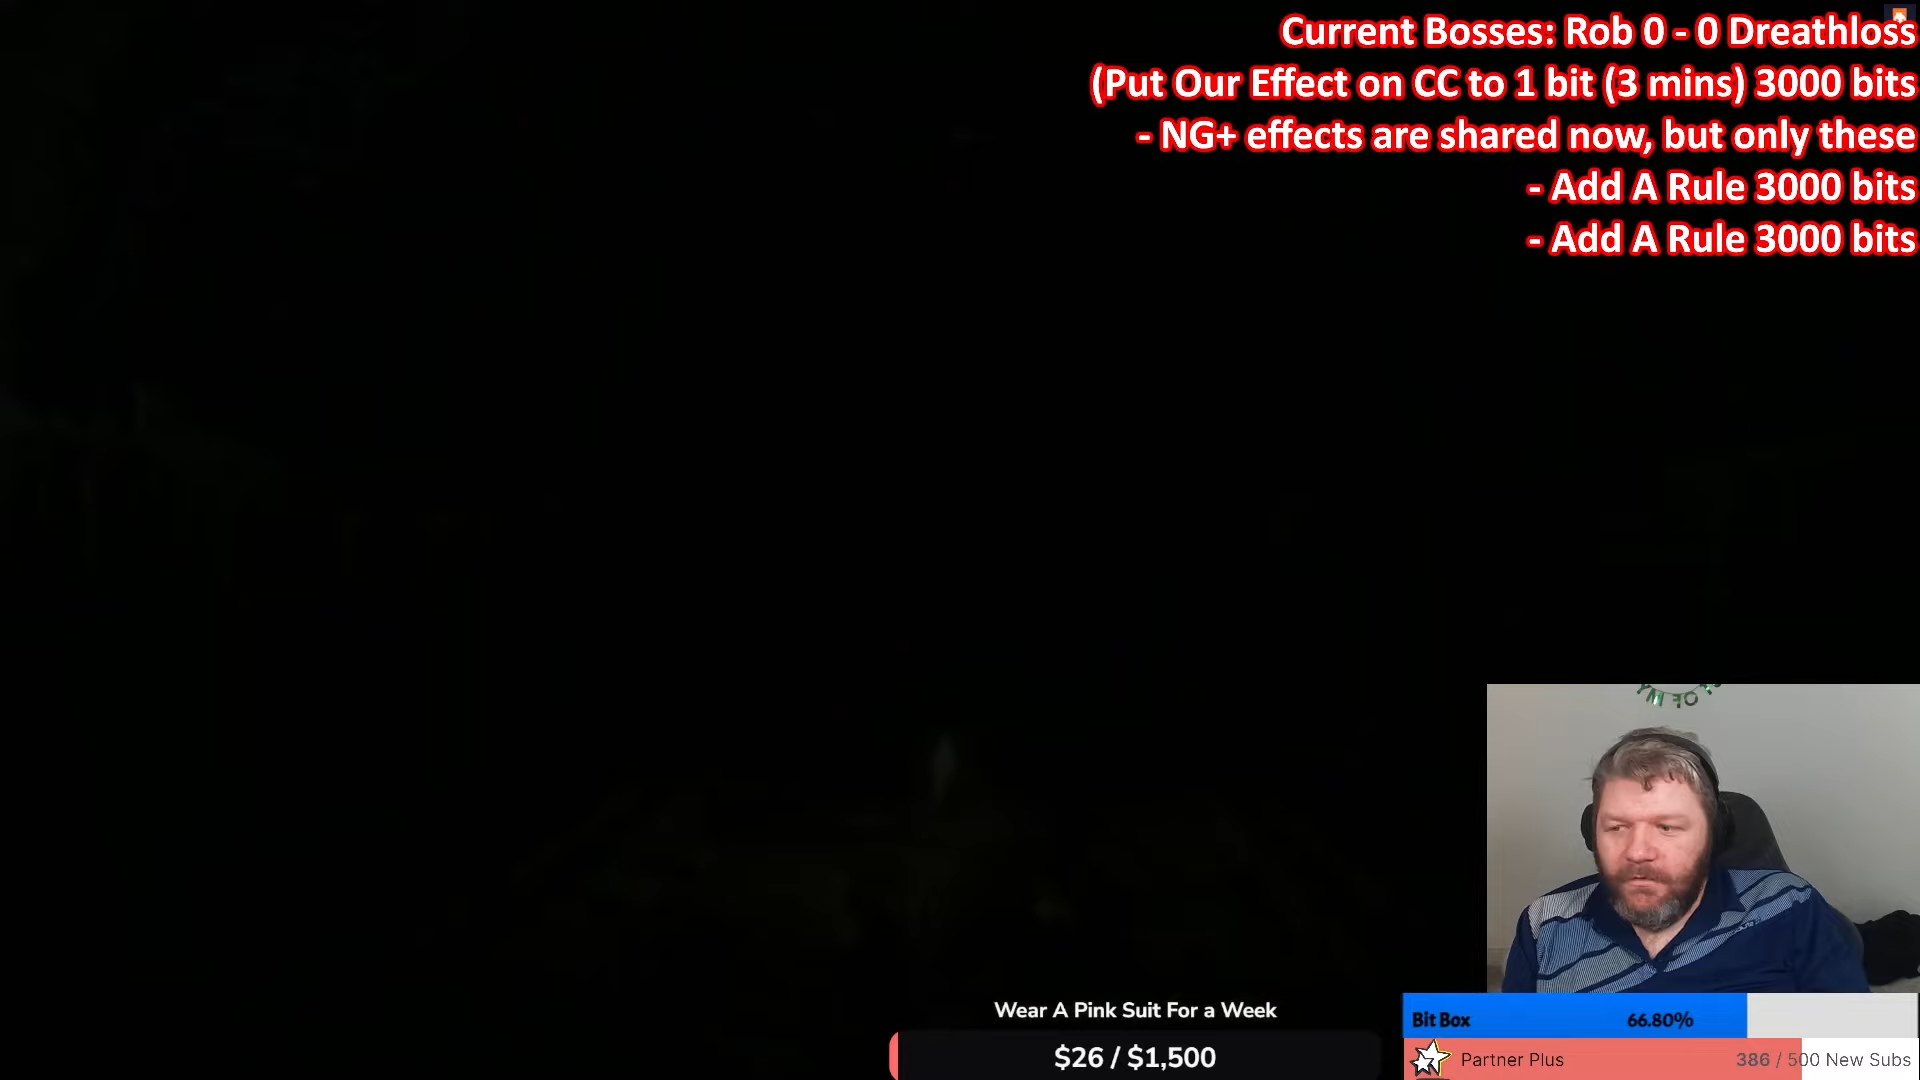 Current Bosses: Rob 0 - 0 Dreathloss
(Put Our Effect on CC to 1 bit (3 mins) 3000 bits
- NG+ effects are shared now, but only these
- Add A Rule 3000 bits
- Add A Rule 3000 bits
OF MY
Wear A Pink Suit For a Week
$26 / $1,500
Bit Box 66.80%
Partner Plus 386 / 500 New Subs